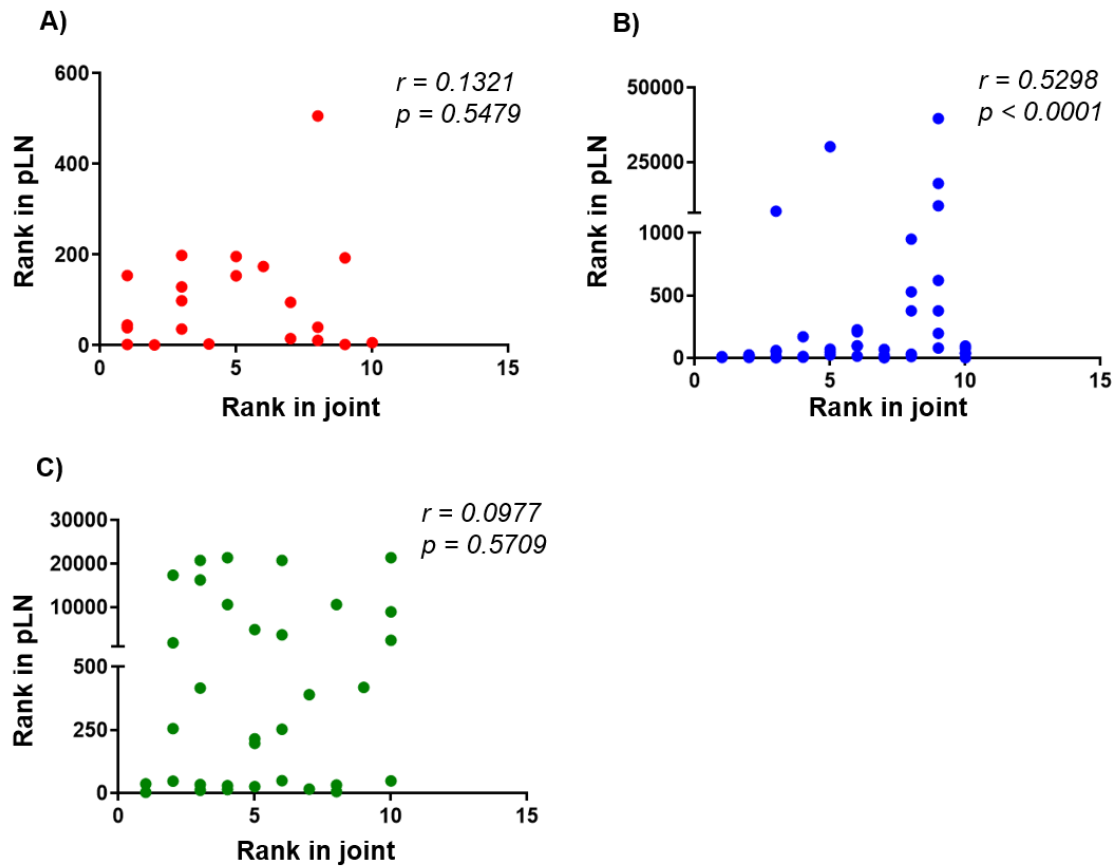 A)
r = 0.1321
p = 0.5479
600
400
200
0
0
5
10
15
Rank in pLN
Rank in joint
B)
r = 0.5298
p < 0.0001
50000
25000
1000
500
0
0
5
10
15
Rank in pLN
Rank in joint
C)
r = 0.0977
p = 0.5709
30000
20000
10000
500
250
0
0
5
10
15
Rank in pLN
Rank in joint